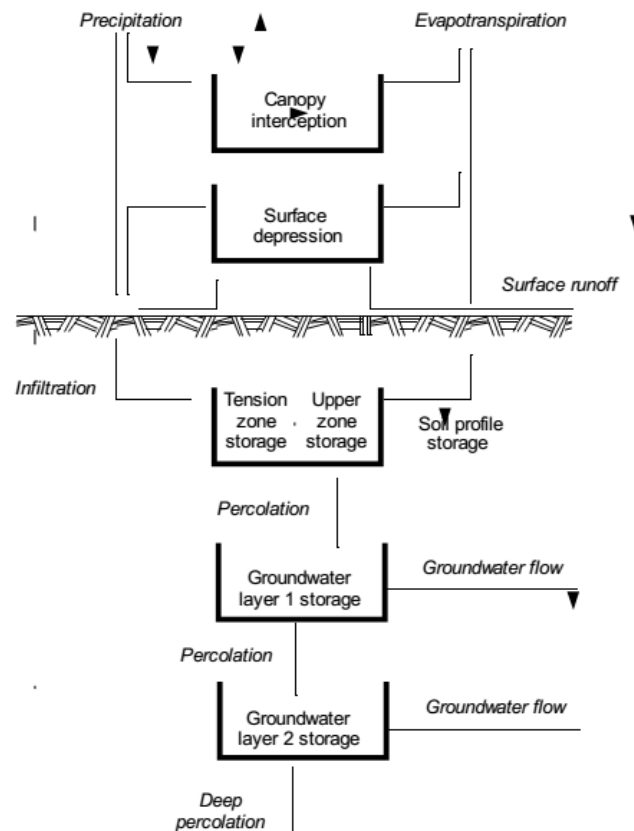 Precipitation
Evapotranspiration
Canopy
interception
Surface
depression
Surface runoff
Infiltration
Tension
zone
storage
Upper
zone
storage
Soil profile
storage
Percolation
Groundwater
layer 1 storage
Groundwater flow
Percolation
Groundwater
layer 2 storage
Groundwater flow
Deep
percolation